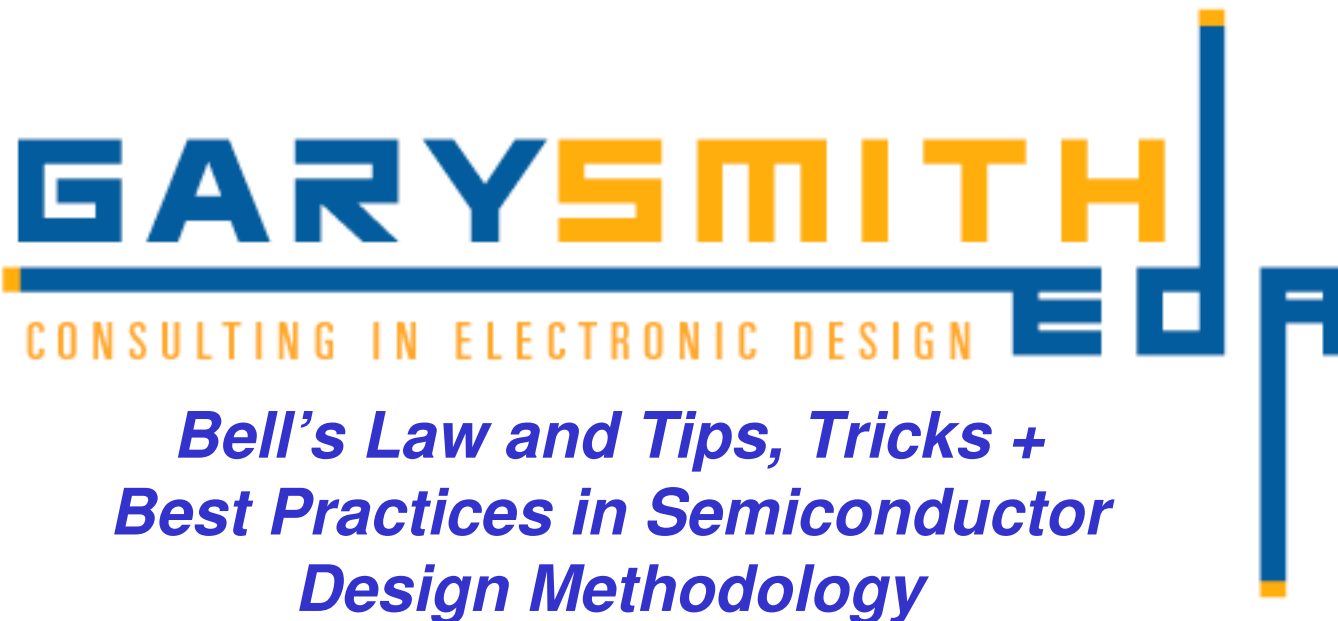 GARYSMITH
eda
CONSULTING IN ELECTRONIC DESIGN
Bell's Law and Tips, Tricks +
Best Practices in Semiconductor
Design Methodology